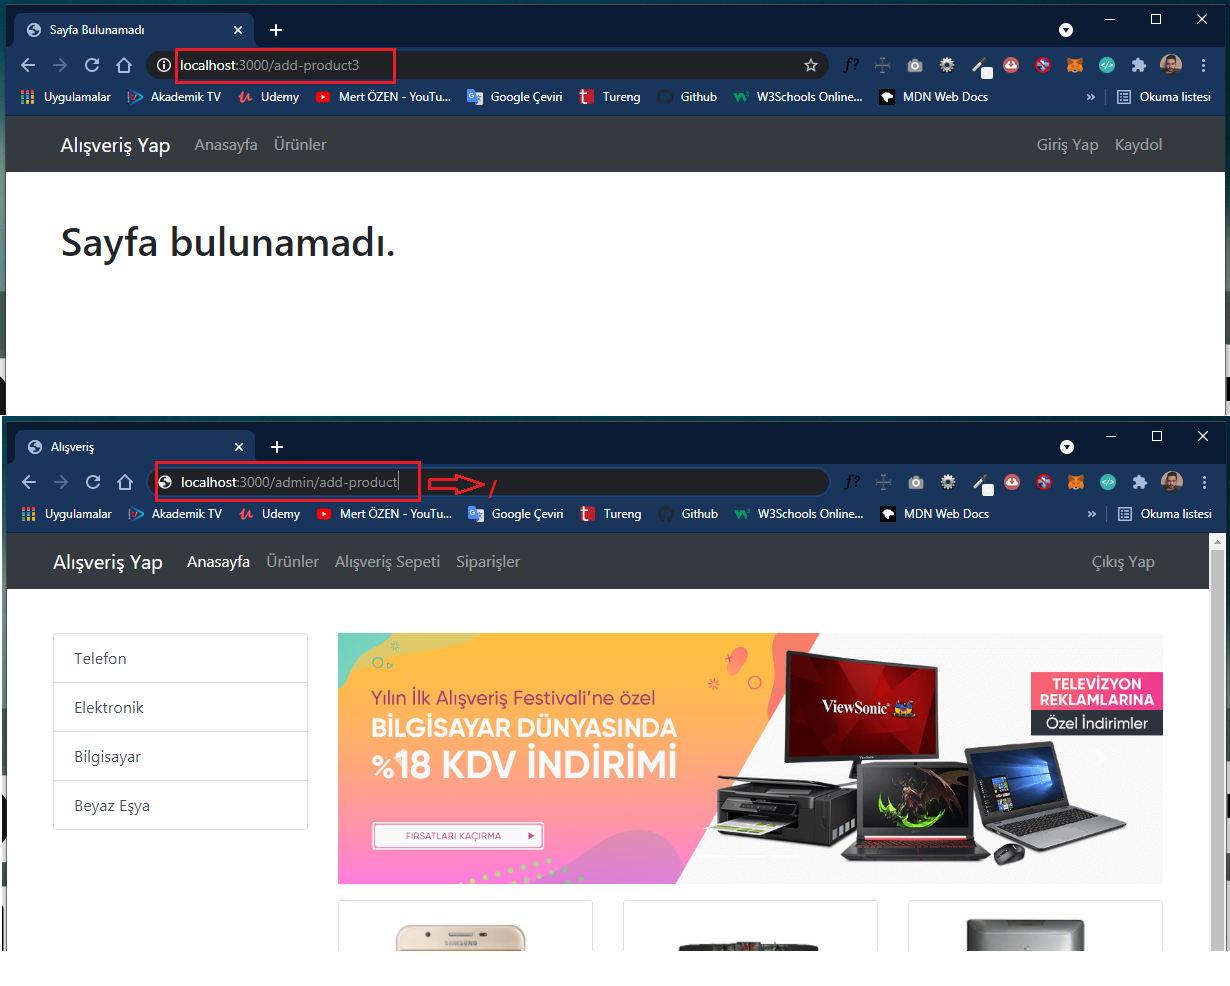 Sayfa Bulunamadı
localhost:3000/add-product3
f?
Uygulamalar Akademik TV Udemy Mert ÖZEN - YouTu... Google Çeviri Tureng Github W3Schools Online... MDN Web Docs » Okuma listesi
Alışveriş Yap Anasayfa Ürünler Giriş Yap Kaydol
Sayfa bulunamadı.
Alışveriş
localhost:3000/admin/add-product /
f?
Uygulamalar Akademik TV Udemy Mert ÖZEN - YouTu... Google Çeviri Tureng Github W3Schools Online... MDN Web Docs » Okuma listesi
Alışveriş Yap Anasayfa Ürünler Alışveriş Sepeti Siparişler Çıkış Yap
Telefon
Elektronik
Bilgisayar
Beyaz Eşya
Yılın İlk Alışveriş Festivali’ne özel
BİLGİSAYAR DÜNYASINDA
%18 KDV İNDİRİMİ
FIRSATLARI KAÇIRMA
ViewSonic
TELEVİZYON
REKLAMLARINA
Özel İndirimler
SAMSUNG